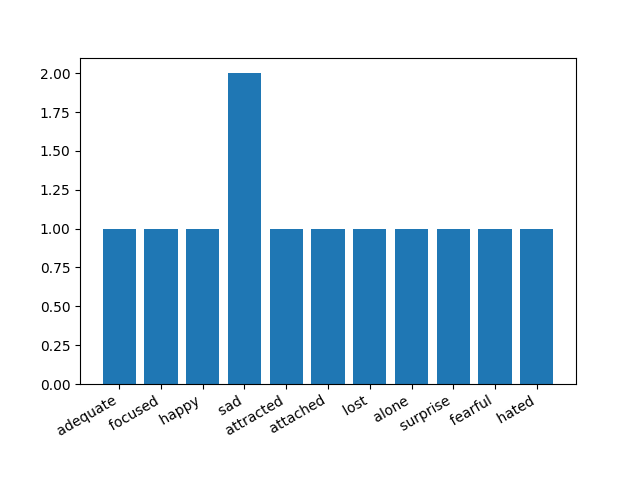 2.00
1.75
1.50
1.25
1.00
0.75
0.50
0.25
0.00
adequate
focused
happy
sad
attracted
attached
lost
alone
surprise
fearful
hated